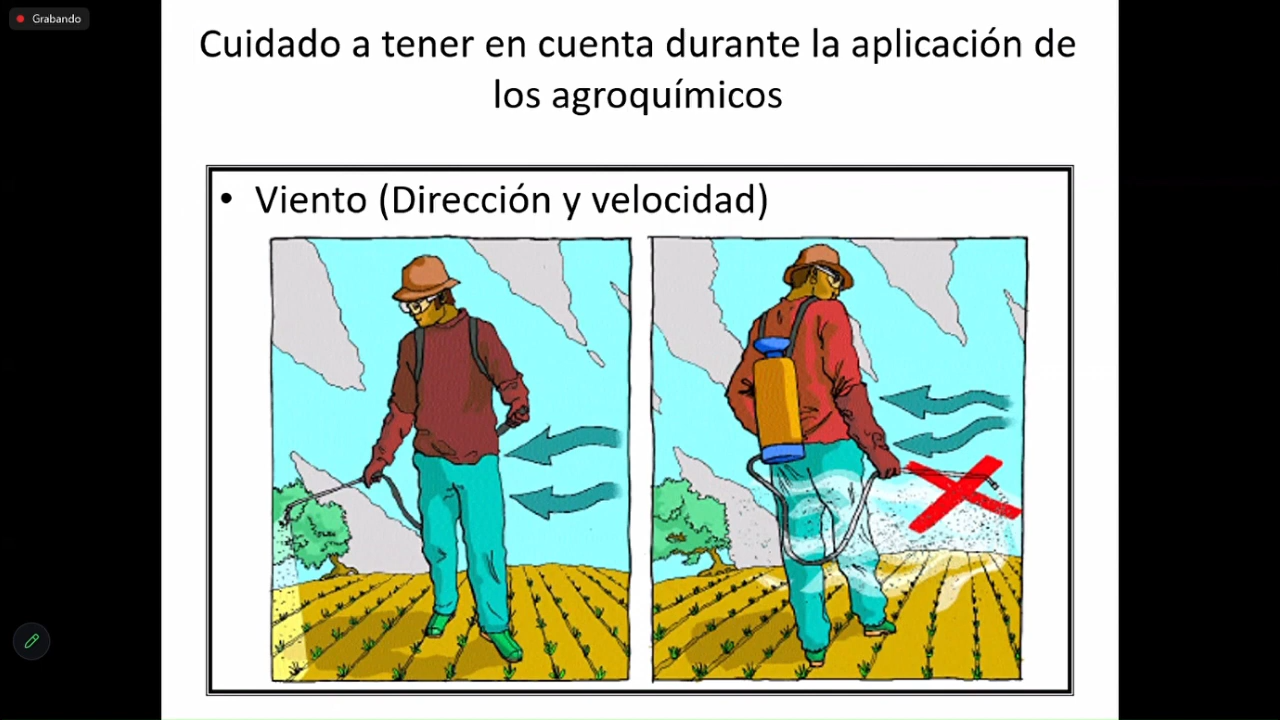 Grabando
Cuidado a tener en cuenta durante la aplicación de
los agroquímicos
• Viento (Dirección y velocidad)